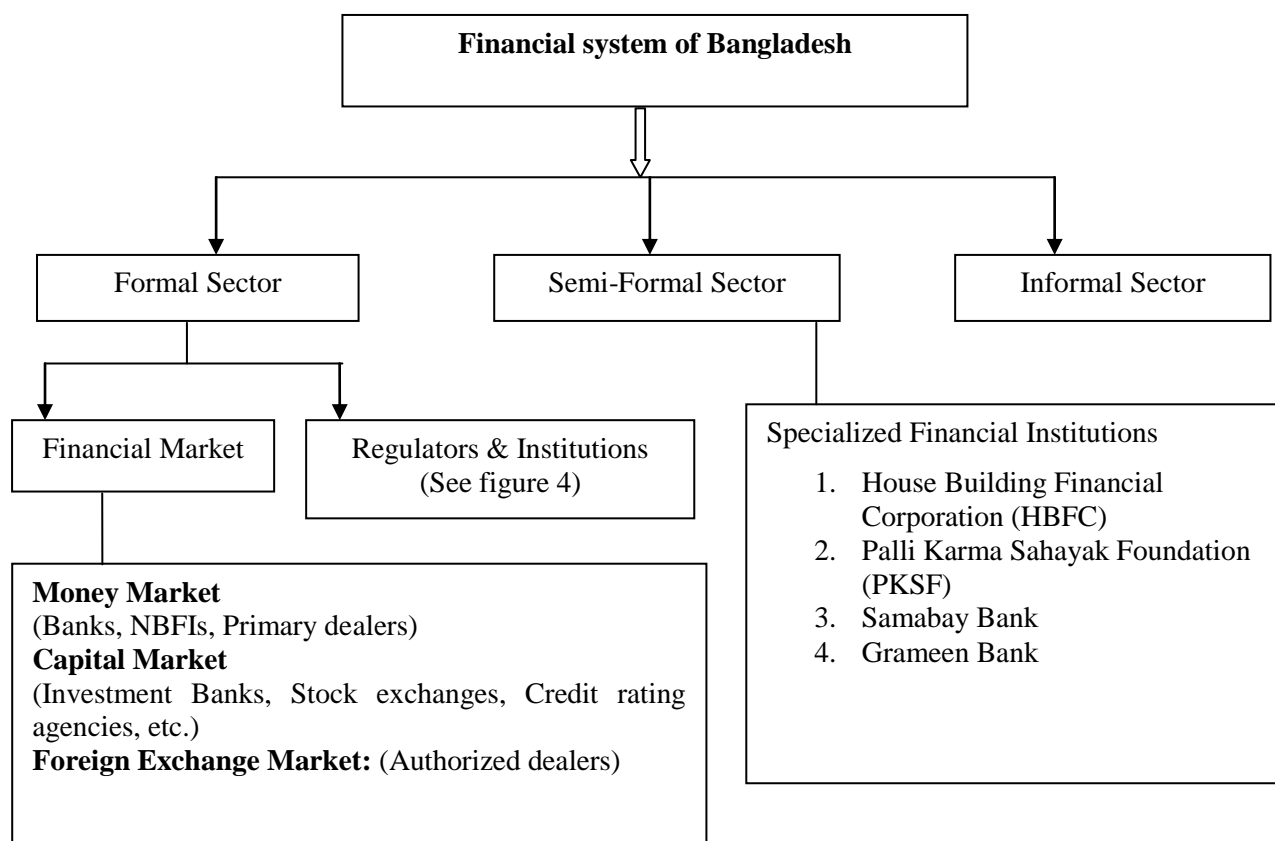 Financial system of Bangladesh
Formal Sector
Semi-Formal Sector
Informal Sector
Financial Market
Regulators & Institutions
(See figure 4)
Specialized Financial Institutions
1. House Building Financial
Corporation (HBFC)
2. Palli Karma Sahayak Foundation
(PKSF)
3. Samabay Bank
4. Grameen Bank
Money Market
(Banks, NBFIs, Primary dealers)
Capital Market
(Investment Banks, Stock exchanges, Credit rating
agencies, etc.)
Foreign Exchange Market: (Authorized dealers)